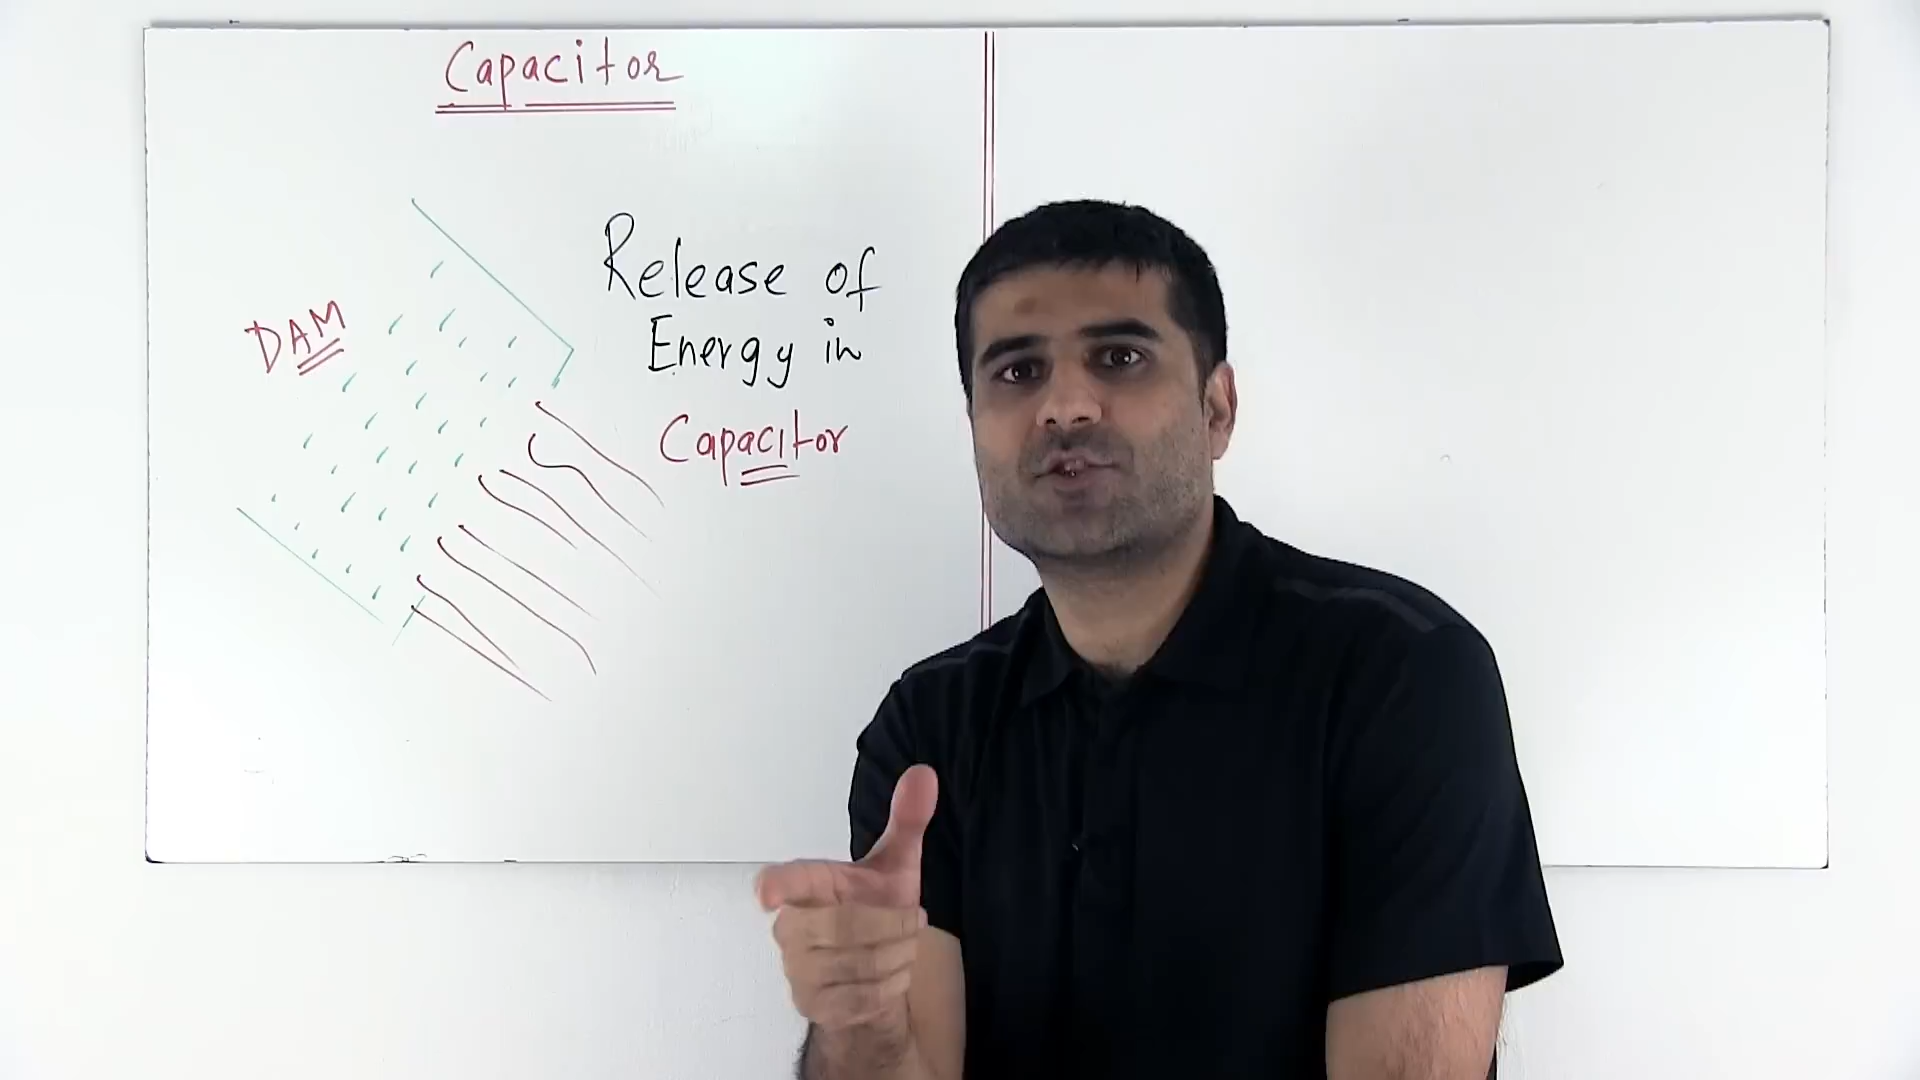 Capacitor
DAM
Release of
Energy in
Capacitor